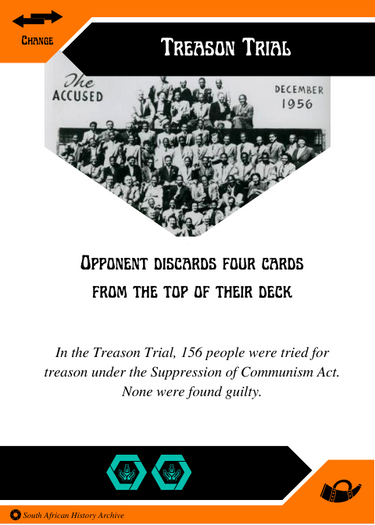 Change
Treason Trial
The
ACCUSED
DECEMBER
1956
Opponent discards four cards
from the top of their deck
In the Treason Trial, 156 people were tried for
treason under the Suppression of Communism Act.
None were found guilty.
South African History Archive